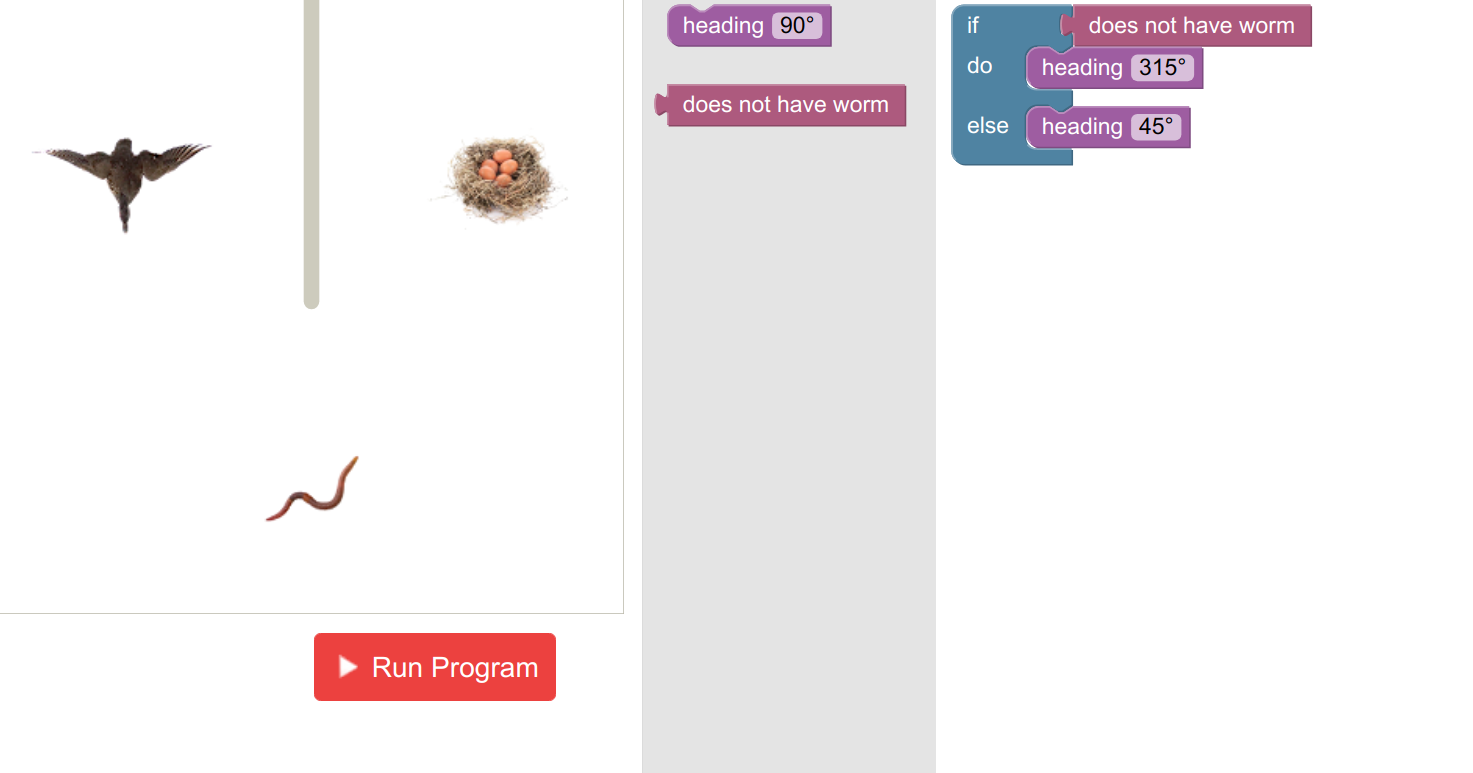 heading 90°
does not have worm
if does not have worm
do heading 315°
else heading 45°
Run Program